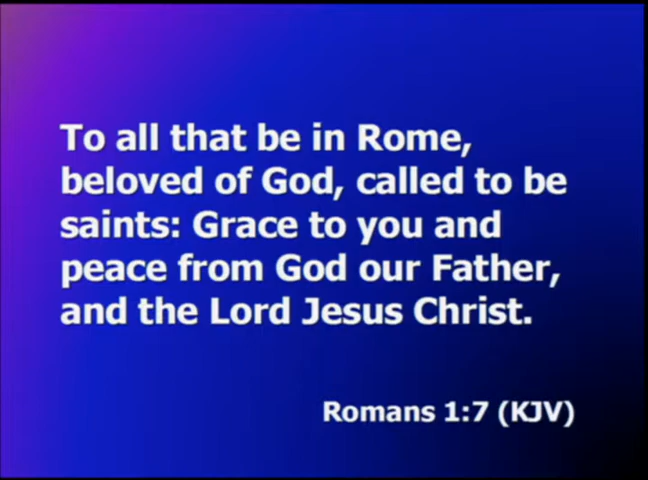 To all that be in Rome,
beloved of God, called to be
saints: Grace to you and
peace from God our Father,
and the Lord Jesus Christ.
Romans 1:7 (KJV)